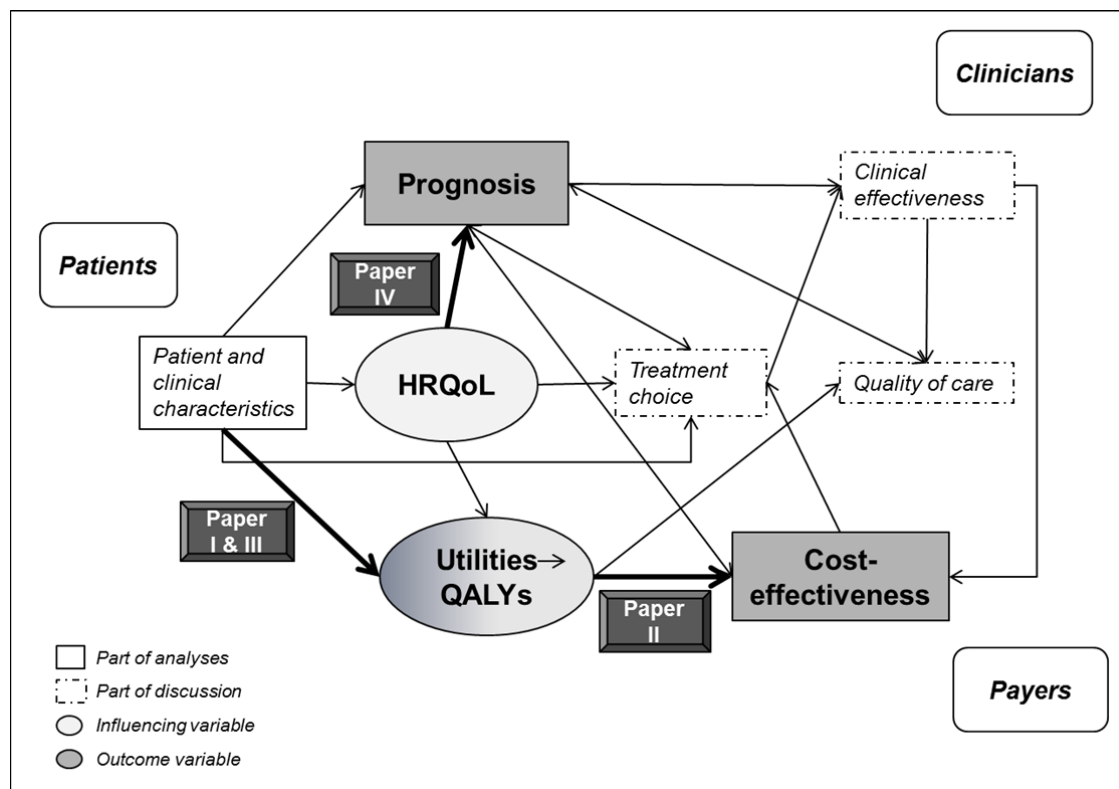 Clinicians
Prognosis
Clinical
effectiveness
Patients
Paper
IV
Patient and
clinical
characteristics
HRQoL
Treatment
choice
Quality of care
Paper
I & III
Utilities→
QALYs
Cost-
effectiveness
Paper
II
Part of analyses
Part of discussion
Influencing variable
Outcome variable
Payers